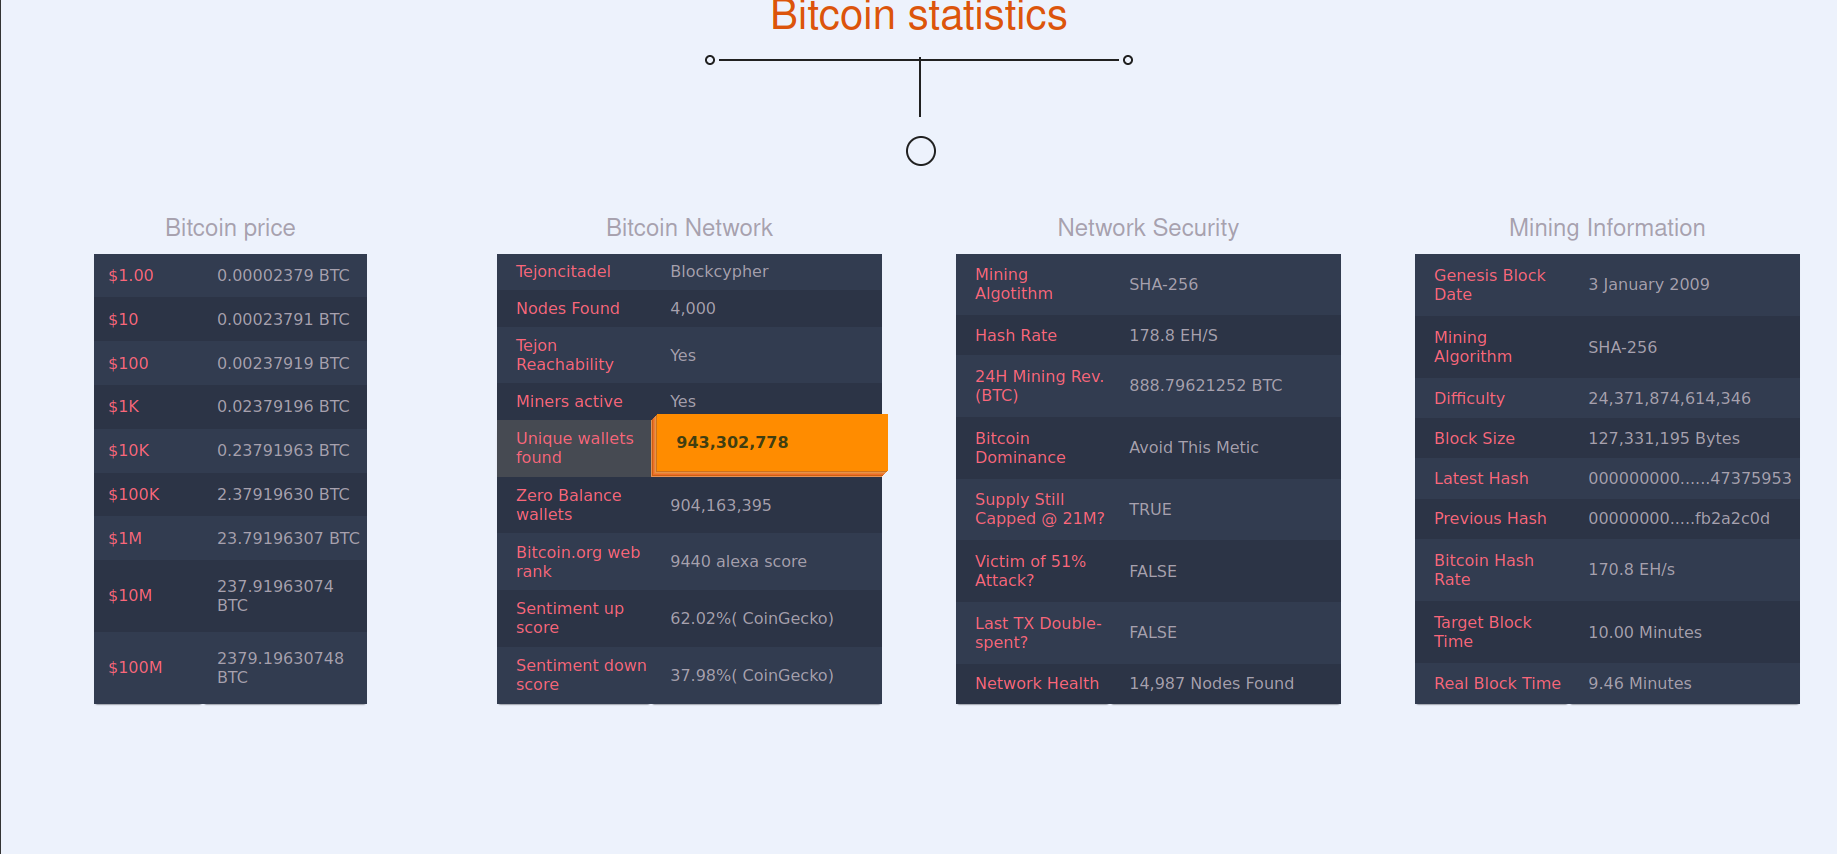 Bitcoin statistics
Bitcoin price
$1.00 0.00002379 BTC
$10 0.00023791 BTC
$100 0.00237919 BTC
$1K 0.02379196 BTC
$10K 0.23791963 BTC
$100K 2.37919630 BTC
$1M 23.79196307 BTC
$10M 237.91963074
BTC
$100M 2379.19630748
BTC
Bitcoin Network
Tejoncitadel Blockcypher
Nodes Found 4,000
Tejon
Reachability Yes
Miners active Yes
Unique wallets
found 943,302,778
Zero Balance
wallets 904,163,395
Bitcoin.org web
rank 9440 alexa score
Sentiment up
score 62.02%( CoinGecko)
Sentiment down
score 37.98%( CoinGecko)
Network Security
Mining
Algotithm SHA-256
Hash Rate 178.8 EH/S
24H Mining Rev.
(BTC) 888.79621252 BTC
Bitcoin
Dominance Avoid This Metic
Supply Still
Capped @ 21M? TRUE
Victim of 51%
Attack? FALSE
Last TX Double-
spent? FALSE
Network Health 14,987 Nodes Found
Mining Information
Genesis Block
Date 3 January 2009
Mining
Algorithm SHA-256
Difficulty 24,371,874,614,346
Block Size 127,331,195 Bytes
Latest Hash 000000000......47375953
Previous Hash 00000000.....fb2a2c0d
Bitcoin Hash
Rate 170.8 EH/s
Target Block
Time 10.00 Minutes
Real Block Time 9.46 Minutes